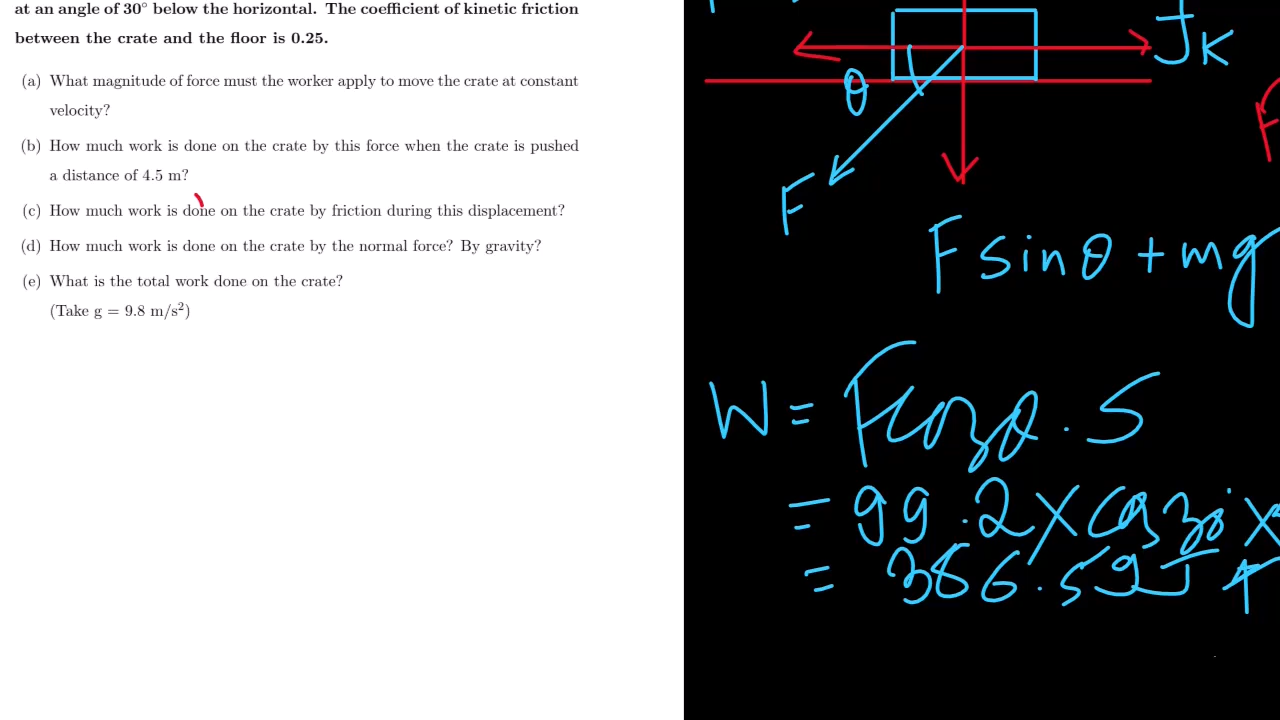 at an angle of 30° below the horizontal. The coefficient of kinetic friction
between the crate and the floor is 0.25.
(a) What magnitude of force must the worker apply to move the crate at constant
velocity?
(b) How much work is done on the crate by this force when the crate is pushed
a distance of 4.5 m?
(c) How much work is done on the crate by friction during this displacement?
(d) How much work is done on the crate by the normal force? By gravity?
(e) What is the total work done on the crate?
(Take g = 9.8 m/s²)
fK
θ
F
F sinθ + mg
W = Fcosθ . S
= 99.2 × cos 30° ×
= 386.59